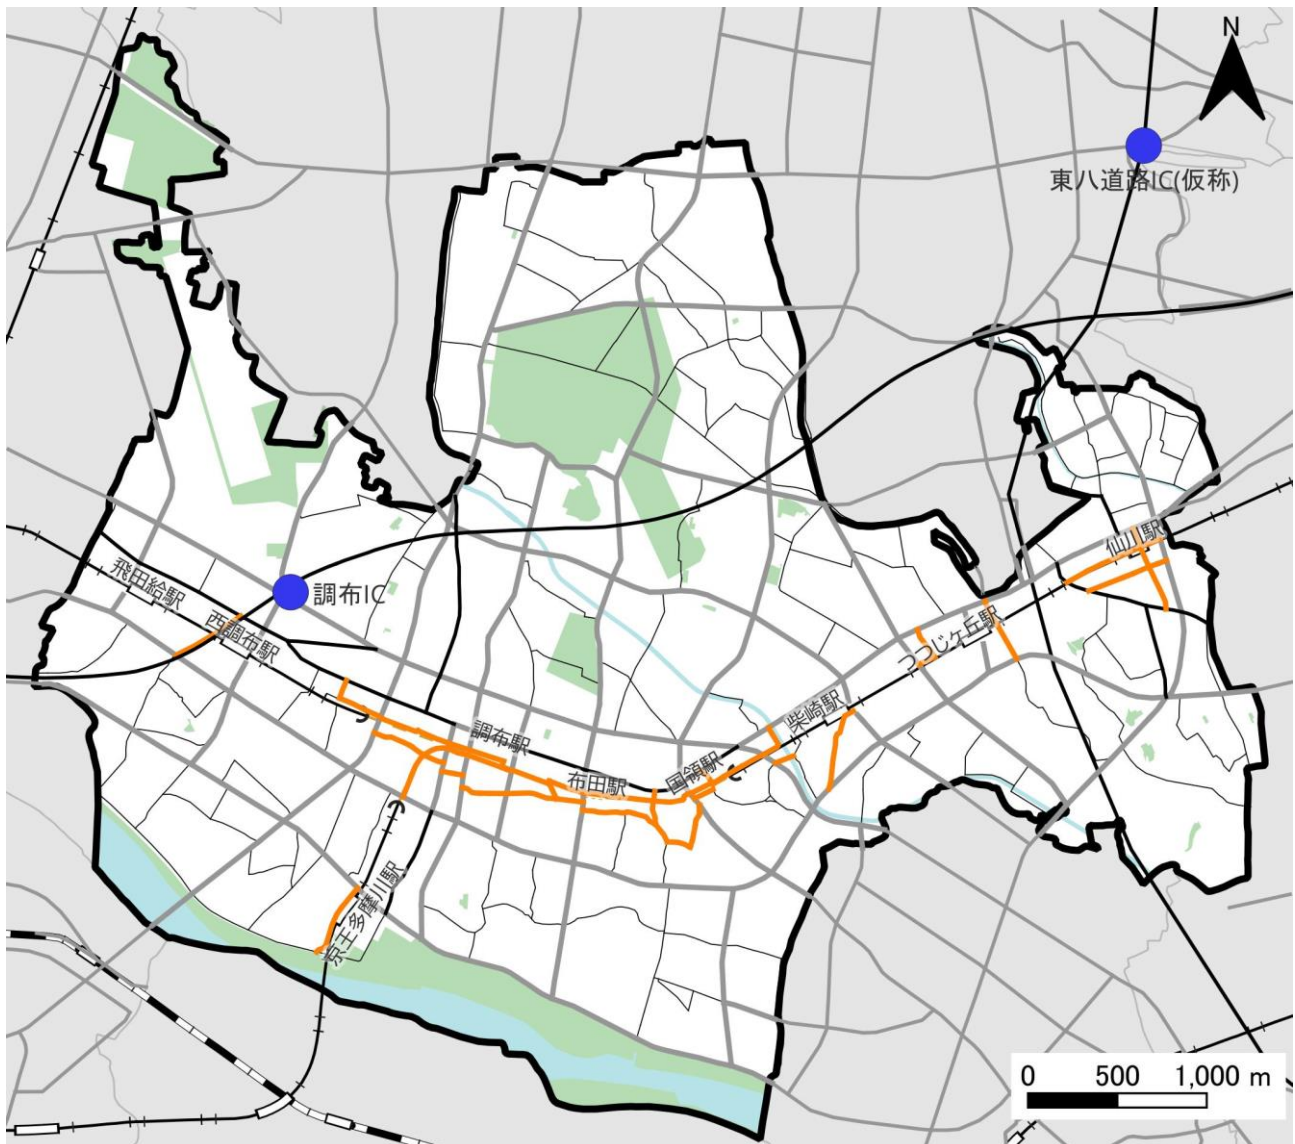 N
東八道路IC(仮称)
仙川駅
飛田給駅
調布IC
つつじヶ丘駅
西調布駅
柴崎駅
調布駅
国領駅
布田駅
京王多摩川駅
0 500 1,000 m